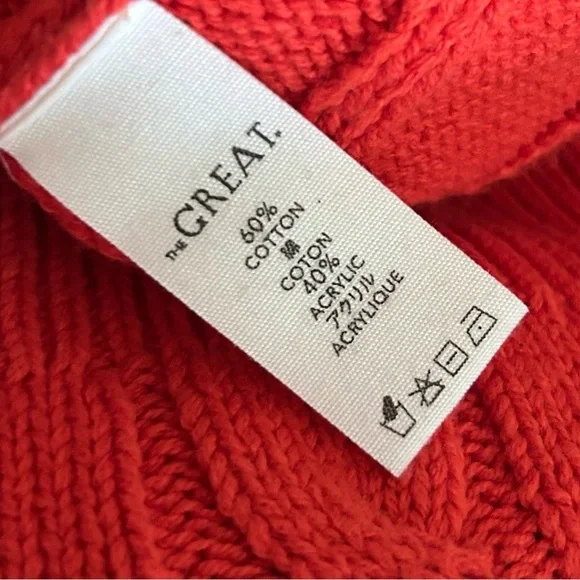 THE GREAT.
60%
COTTON
綿
COTON
40%
ACRYLIC
アクリル
ACRYLIQUE